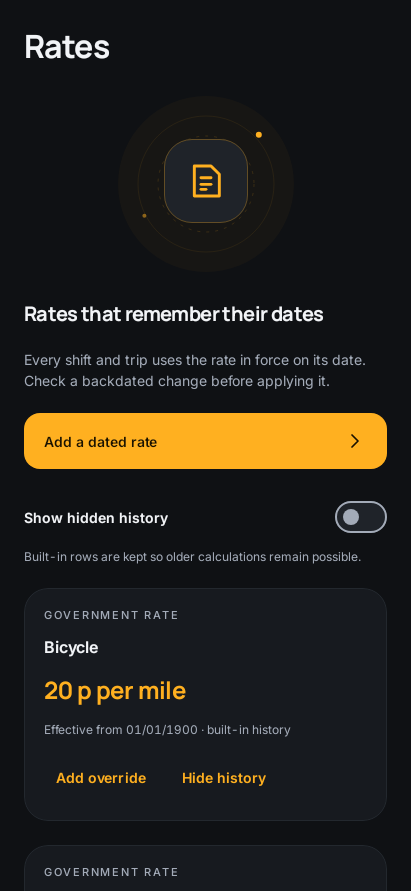 Rates
Rates that remember their dates
Every shift and trip uses the rate in force on its date.
Check a backdated change before applying it.
Add a dated rate
Show hidden history
Built-in rows are kept so older calculations remain possible.
GOVERNMENT RATE
Bicycle
20 p per mile
Effective from 01/01/1900 · built-in history
Add override
Hide history
GOVERNMENT RATE